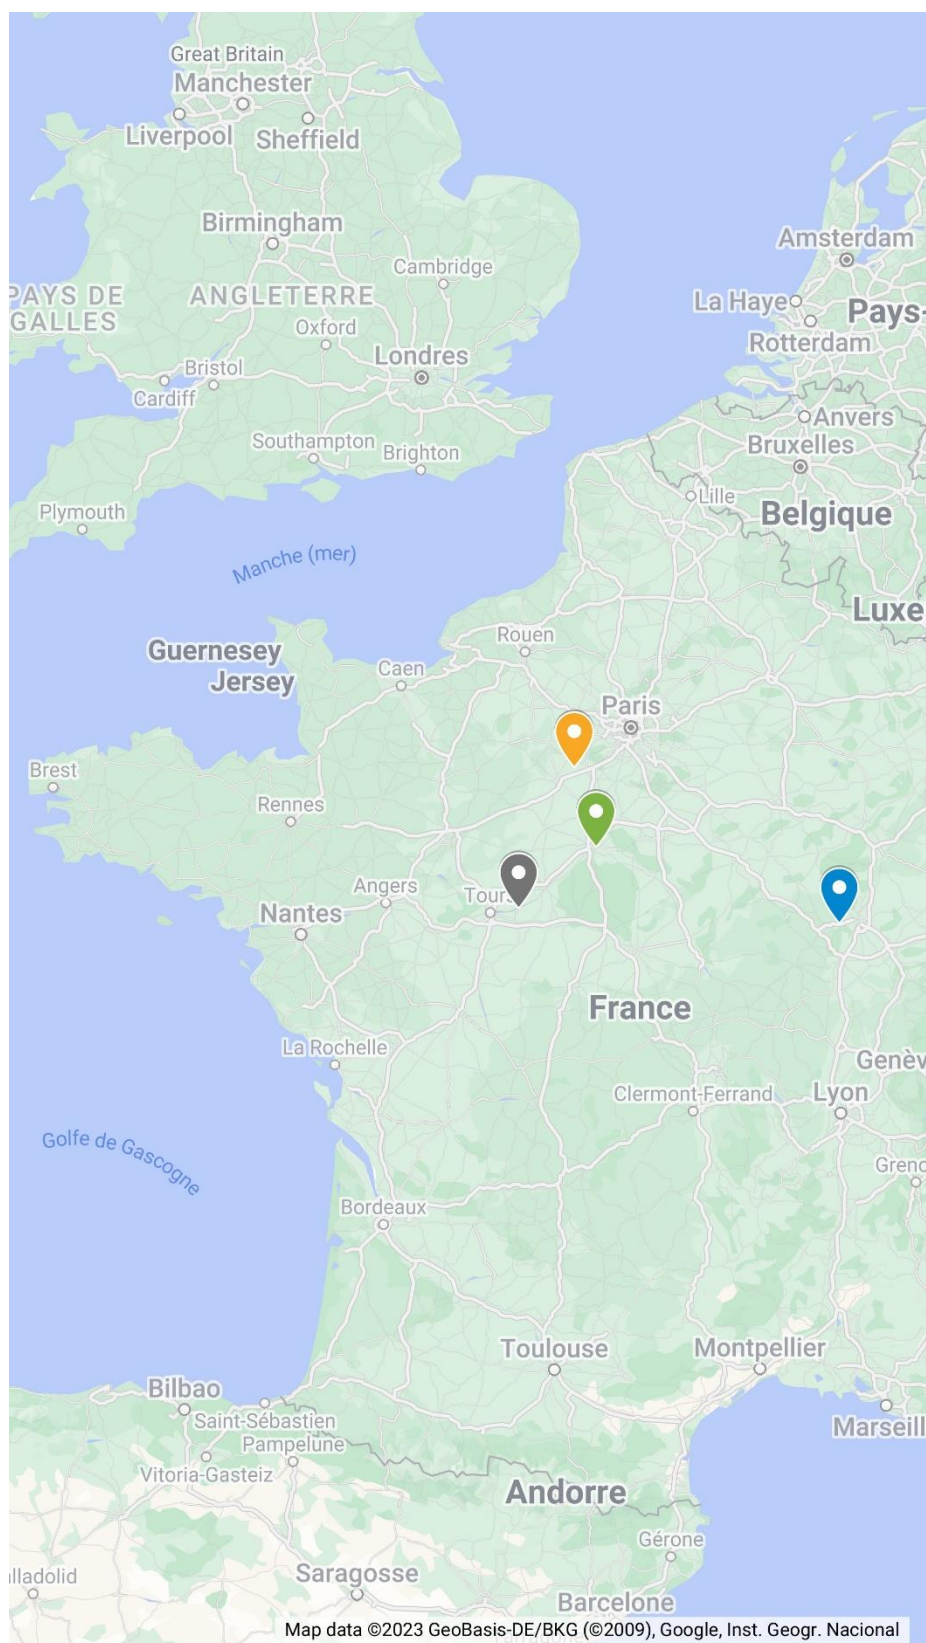 Great Britain
Manchester
Liverpool
Sheffield
Birmingham
Cambridge
Amsterdam
PAYS DE
GALLES
ANGLETERRE
La Haye
Pays-
Rotterdam
Oxford
Londres
Bristol
Cardiff
Anvers
Southampton
Brighton
Bruxelles
Lille
Plymouth
Belgique
Manche (mer)
Luxe
Rouen
Guernesey
Jersey
Caen
Paris
Brest
Rennes
Angers
Tours
Nantes
France
La Rochelle
Genèv
Clermont-Ferrand
Lyon
Golfe de Gascogne
Greno
Bordeaux
Toulouse
Montpellier
Bilbao
Saint-Sébastien
Marseill
Pampelune
Vitoria-Gasteiz
Andorre
Gérone
lladolid
Saragosse
Barcelone
Map data ©2023 GeoBasis-DE/BKG (©2009), Google, Inst. Geogr. Nacional